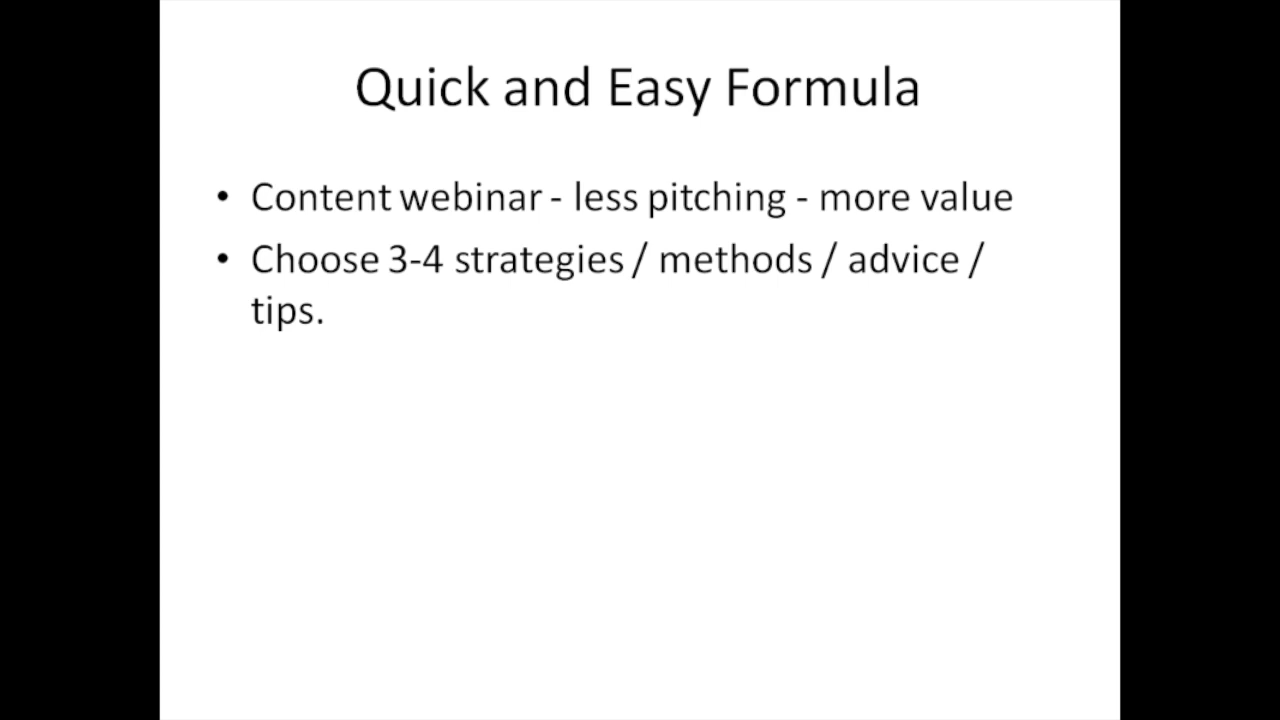 Quick and Easy Formula
• Content webinar - less pitching - more value
• Choose 3-4 strategies / methods / advice /
tips.